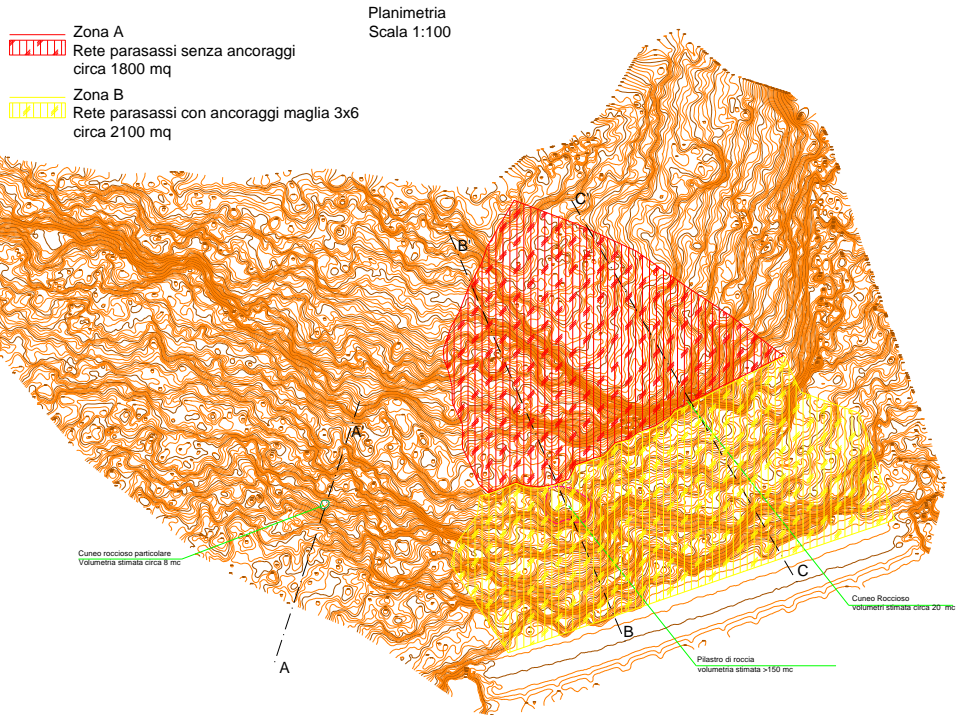 Planimetria
Scala 1:100
Zona A
Rete parasassi senza ancoraggi
circa 1800 mq
Zona B
Rete parasassi con ancoraggi maglia 3x6
circa 2100 mq
C'
B'
A'
Cuneo roccioso particolare
Volumetria stimata circa 8 mc
C
Cuneo Roccioso
volumetri stimata circa 20 mc
B
Pilastro di roccia
volumetria stimata >150 mc
A